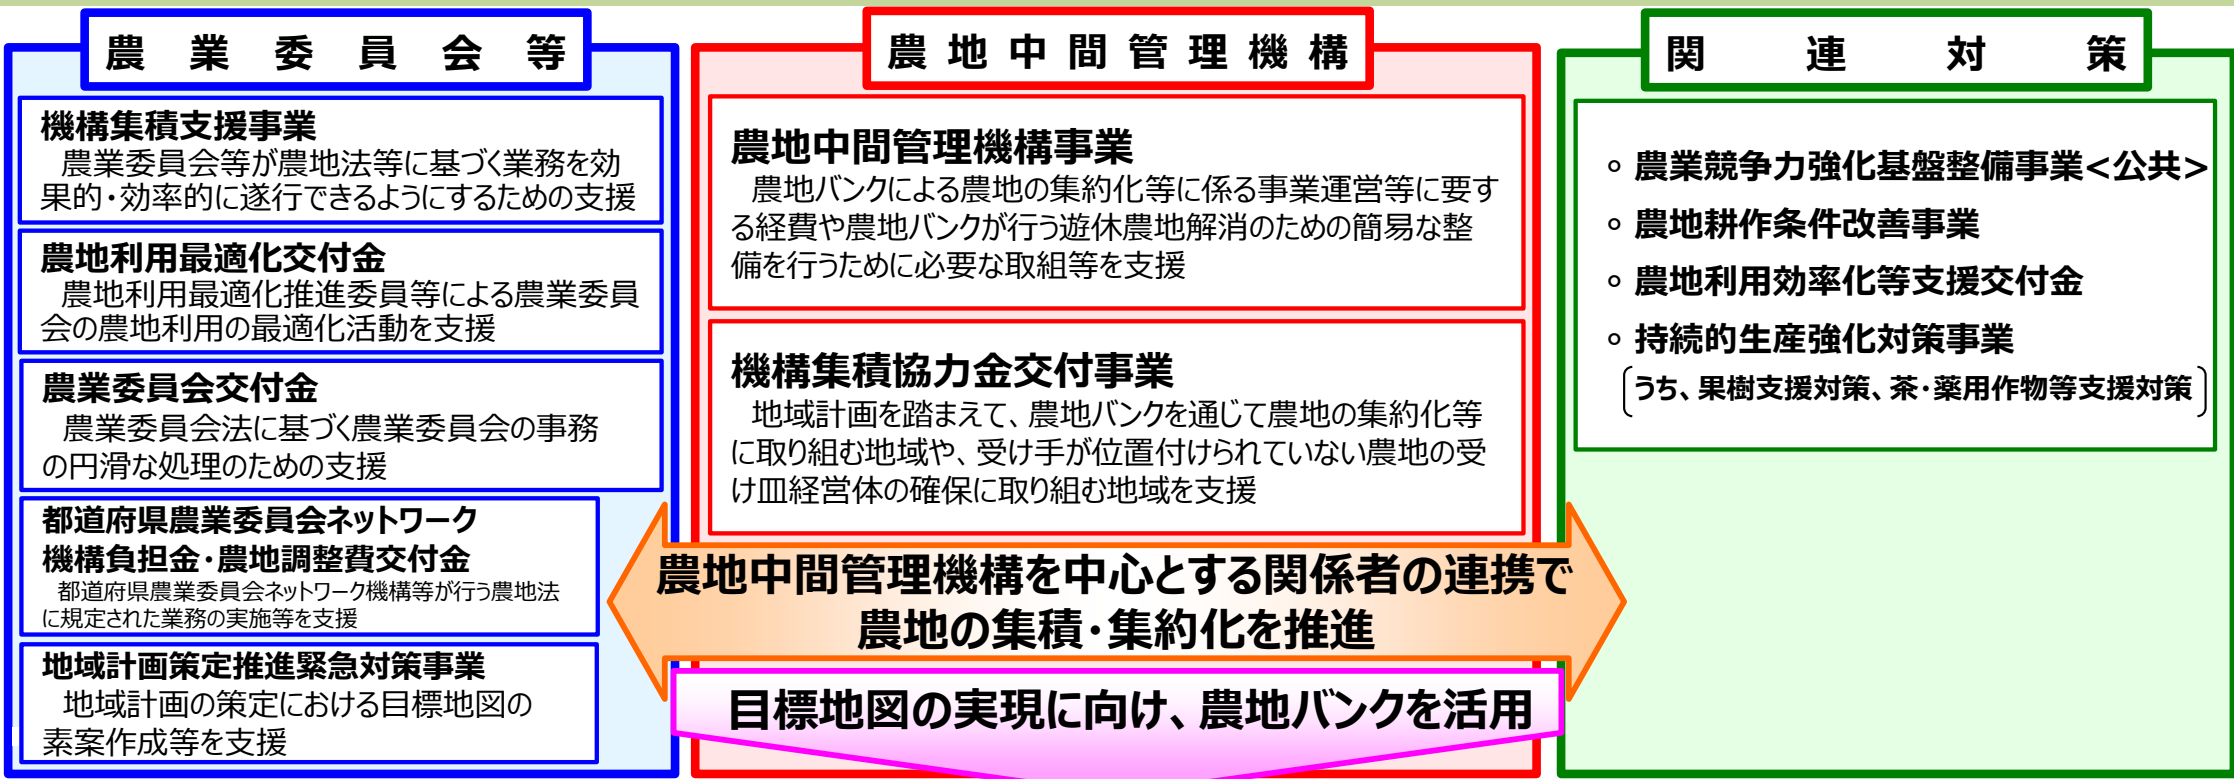 農業委員会等
機構集積支援事業
農業委員会等が農地法等に基づく業務を効
果的・効率的に遂行できるようにするための支援
農地利用最適化交付金
農地利用最適化推進委員等による農業委員
会の農地利用の最適化活動を支援
農業委員会交付金
農業委員会法に基づく農業委員会の事務
の円滑な処理のための支援
都道府県農業委員会ネットワーク
機構負担金・農地調整費交付金
都道府県農業委員会ネットワーク機構等が行う農地法
に規定された業務の実施等を支援
地域計画策定推進緊急対策事業
地域計画の策定における目標地図の
素案作成等を支援
農地中間管理機構
農地中間管理機構事業
農地バンクによる農地の集約化等に係る事業運営等に要す
る経費や農地バンクが行う遊休農地解消のための簡易な整
備を行うために必要な取組等を支援
機構集積協力金交付事業
地域計画を踏まえて、農地バンクを通じて農地の集約化等
に取り組む地域や、受け手が位置付けられていない農地の受
け皿経営体の確保に取り組む地域を支援
関連対策
◦ 農業競争力強化基盤整備事業<公共>
◦ 農地耕作条件改善事業
◦ 農地利用効率化等支援交付金
◦ 持続的生産強化対策事業
〔うち、果樹支援対策、茶・薬用作物等支援対策〕
農地中間管理機構を中心とする関係者の連携で
農地の集積・集約化を推進
目標地図の実現に向け、農地バンクを活用